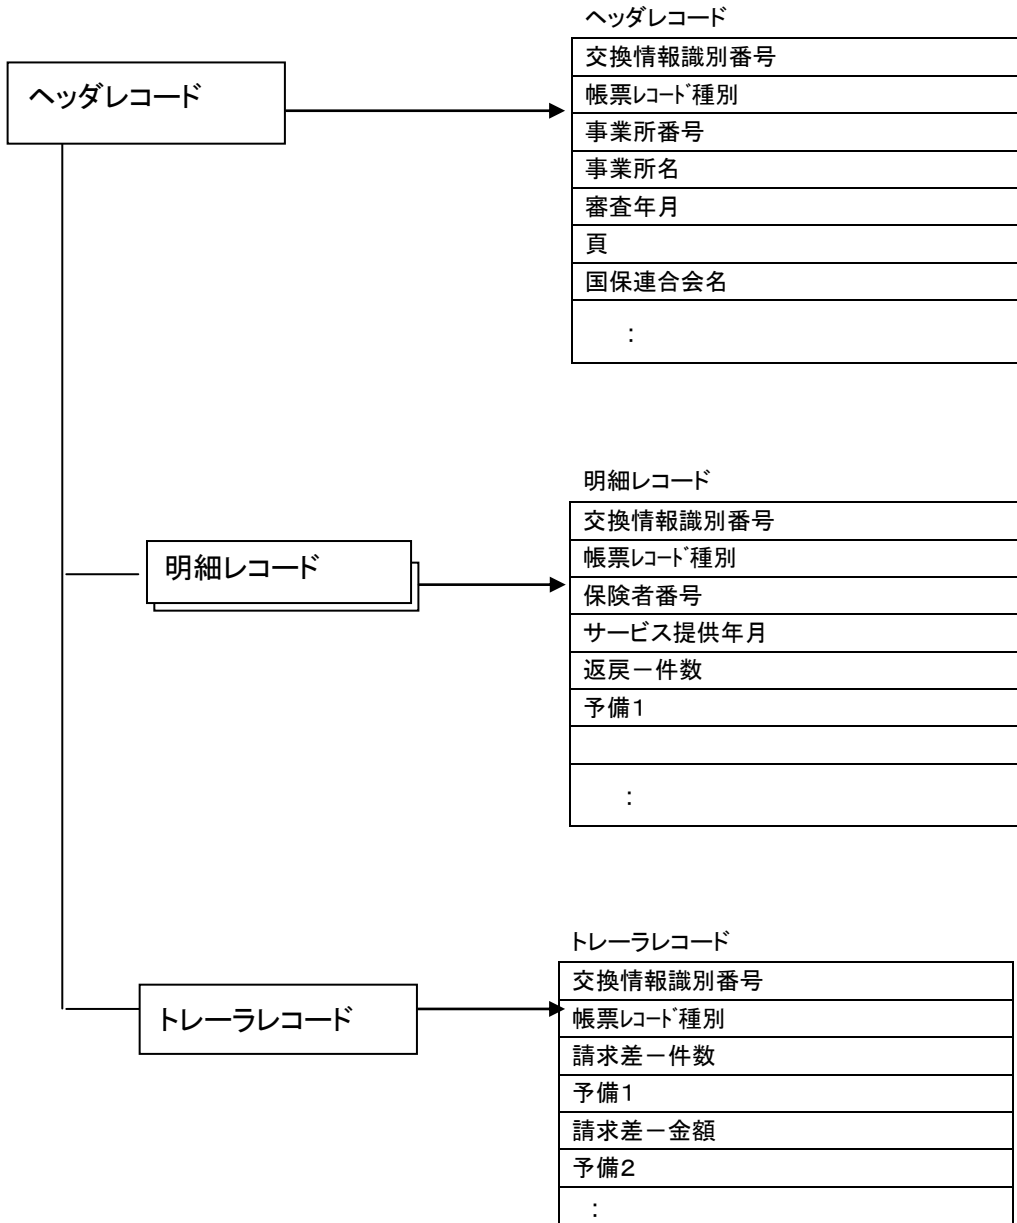 ヘッダレコード
ヘッダレコード
交換情報識別番号
帳票ﾚｺｰﾄﾞ種別
事業所番号
事業所名
審査年月
頁
国保連合会名
:
明細レコード
明細レコード
交換情報識別番号
帳票ﾚｺｰﾄﾞ種別
保険者番号
サービス提供年月
返戻－件数
予備1
:
トレーラレコード
トレーラレコード
交換情報識別番号
帳票ﾚｺｰﾄﾞ種別
請求差－件数
予備1
請求差－金額
予備２
: